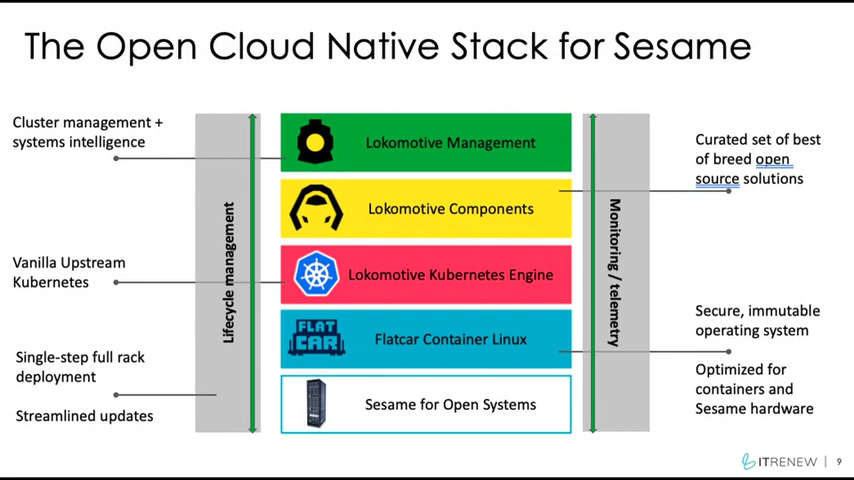 The Open Cloud Native Stack for Sesame
Cluster management +
systems intelligence
Vanilla Upstream
Kubernetes
Single-step full rack
deployment
Streamlined updates
Lifecycle management
Lokomotive Management
Lokomotive Components
Lokomotive Kubernetes Engine
FLAT
CAR
Flatcar Container Linux
Sesame for Open Systems
Monitoring / telemetry
Curated set of best
of breed open
source solutions
Secure, immutable
operating system
Optimized for
containers and
Sesame hardware
ITRENEW | 9